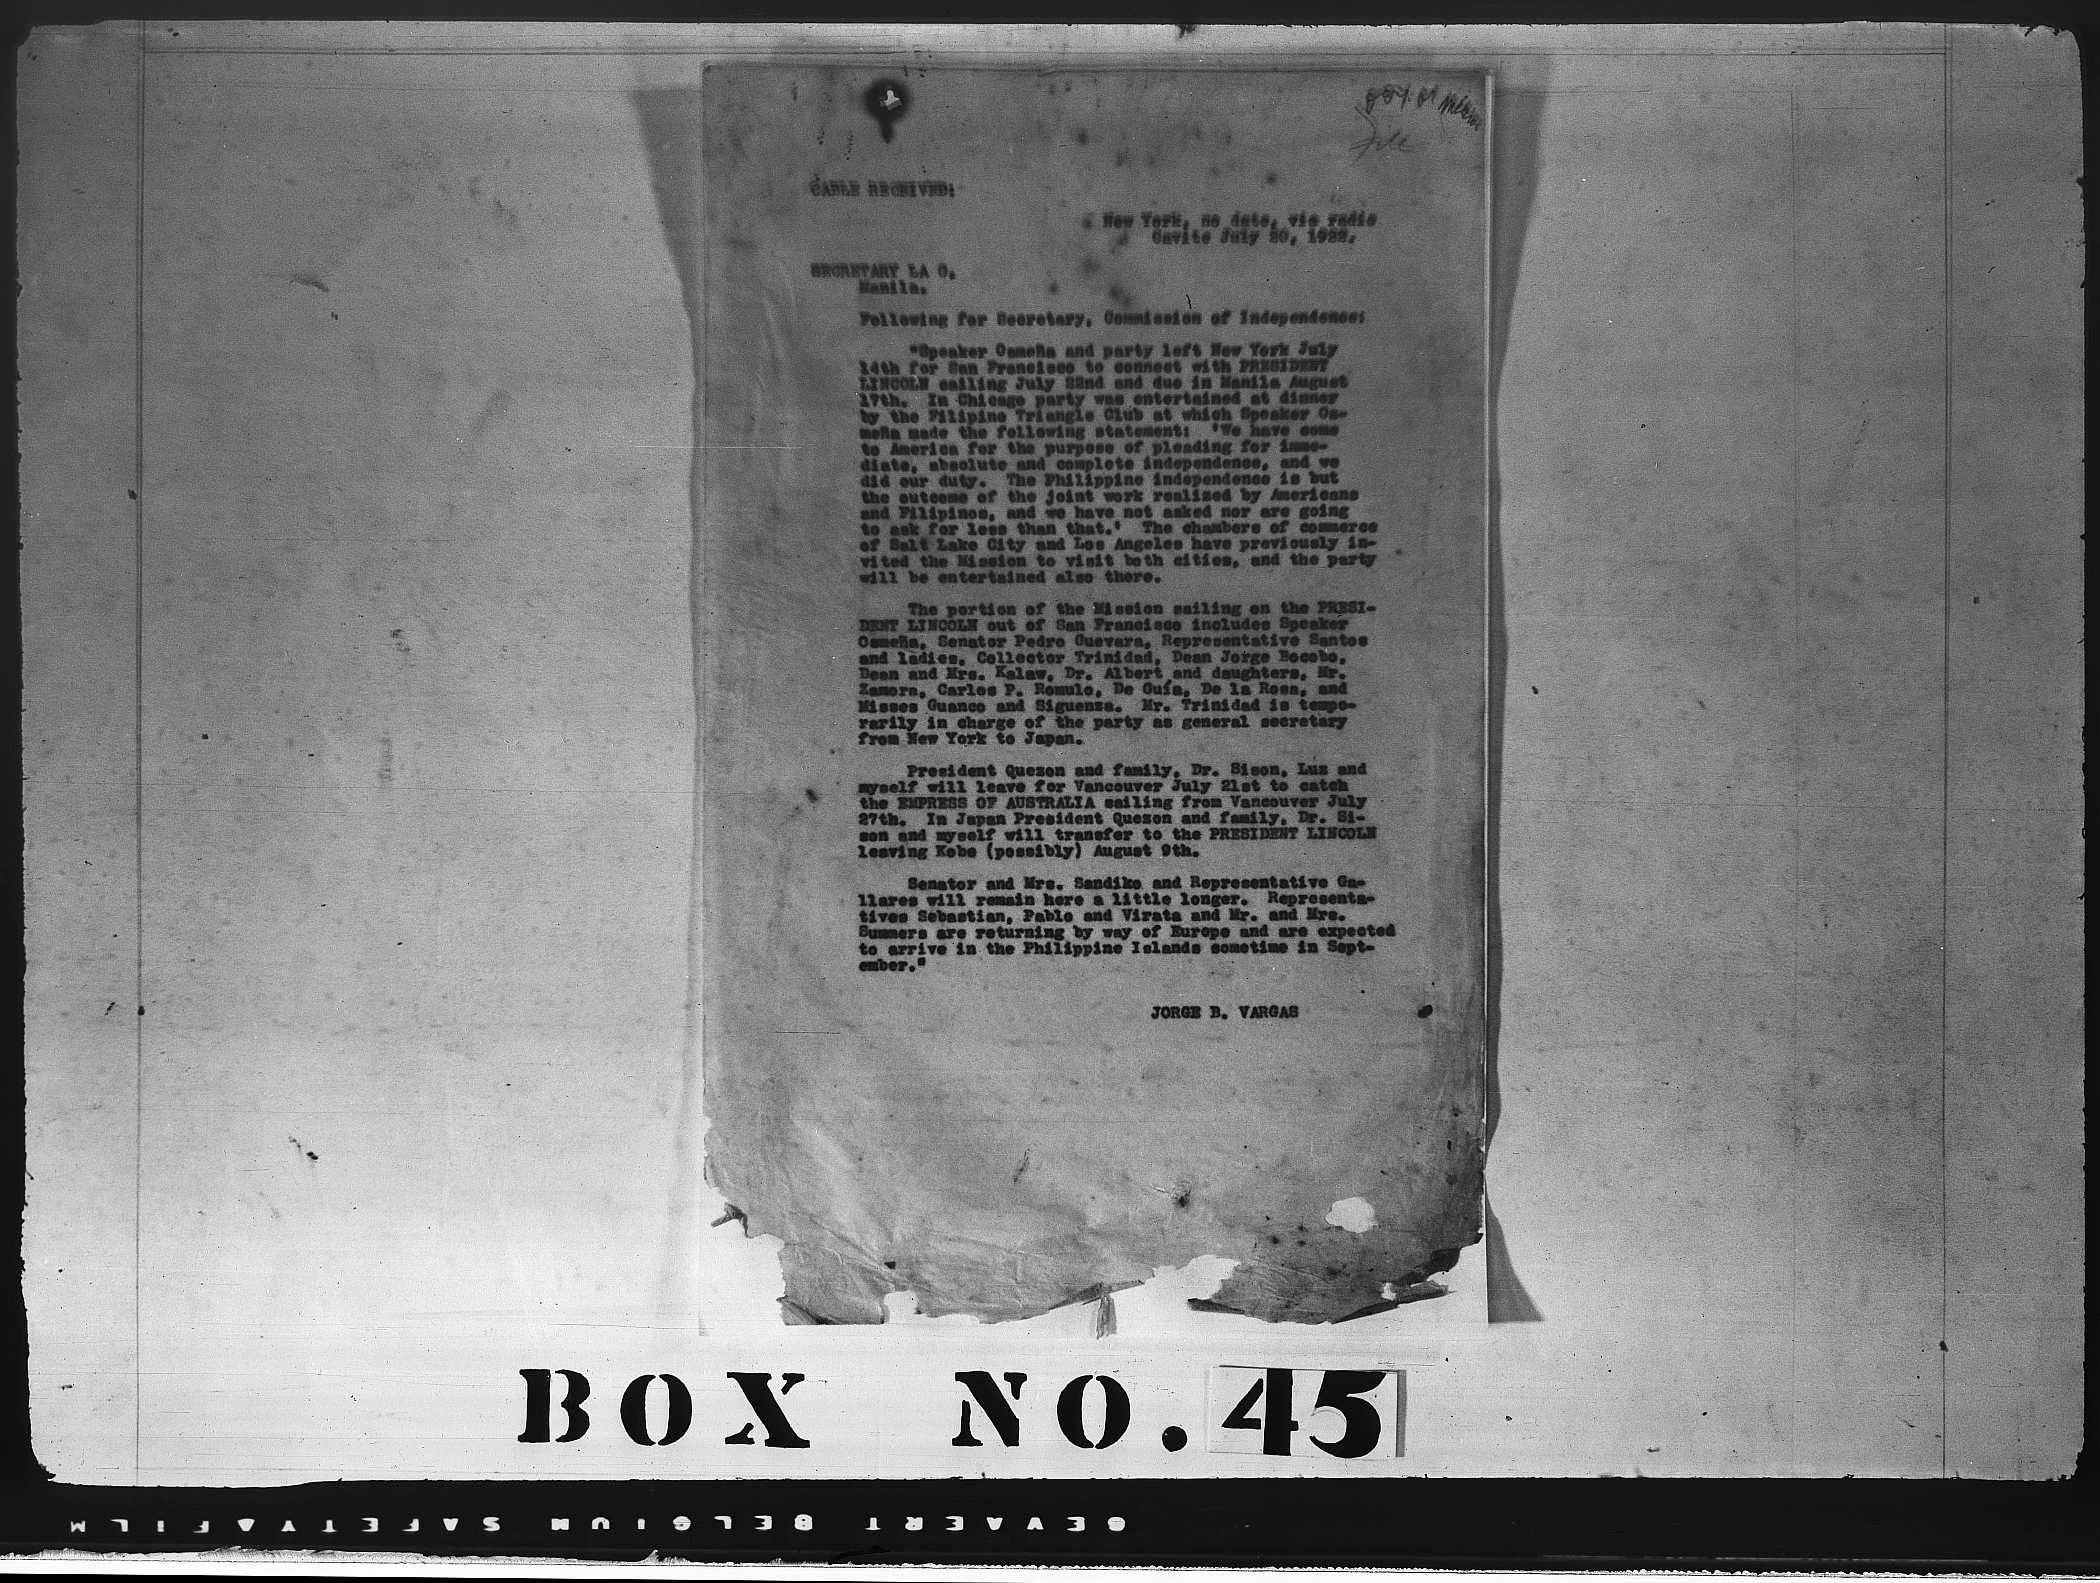 File
CABLE RECEIVED:
New York, no date, via radio
Cavite July 20, 1922.
SECRETARY LA O.
Manila.
Following for Secretary, Commission of Independence:
"Speaker Osmeña and party left New York July
14th for San Francisco to connect with PRESIDENT
LINCOLN sailing July 22nd and due in Manila August
17th. In Chicago party was entertained at dinner
by the Filipino Triangle Club at which Speaker Os-
meña made the following statement: 'We have come
to America for the purpose of pleading for imme-
diate, absolute and complete independence, and we
did our duty. The Philippine independence is but
the outcome of the joint work realized by Americans
and Filipinos, and we have not asked nor are going
to ask for less than that.' The chambers of commerce
of Salt Lake City and Los Angeles have previously in-
vited the Mission to visit both cities, and the party
will be entertained also there.
The portion of the Mission sailing on the PRESI-
DENT LINCOLN out of San Francisco includes Speaker
Osmeña, Senator Pedro Guevara, Representative Santos
and ladies, Collector Trinidad, Dean Jorge Bocobo,
Dean and Mrs. Kalaw, Dr. Albert and daughters, Mr.
Zamora, Carlos P. Romulo, De Guía, De la Rosa, and
Misses Guanco and Siguenza. Mr. Trinidad is tempo-
rarily in charge of the party as general secretary
from New York to Japan.
President Quezon and family, Dr. Sison, Luz and
myself will leave for Vancouver July 21st to catch
the EMPRESS OF AUSTRALIA sailing from Vancouver July
27th. In Japan President Quezon and family, Dr. Si-
son and myself will transfer to the PRESIDENT LINCOLN
leaving Kobe (possibly) August 9th.
Senator and Mrs. Sandiko and Representative Ga-
llares will remain here a little longer. Representa-
tives Sebastian, Pablo and Virata and Mr. and Mrs.
Summers are returning by way of Europe and are expected
to arrive in the Philippine Islands sometime in Sept-
ember."
JORGE B. VARGAS
BOX NO. 45
GEVAERT BELGIUM SAFETY FILM